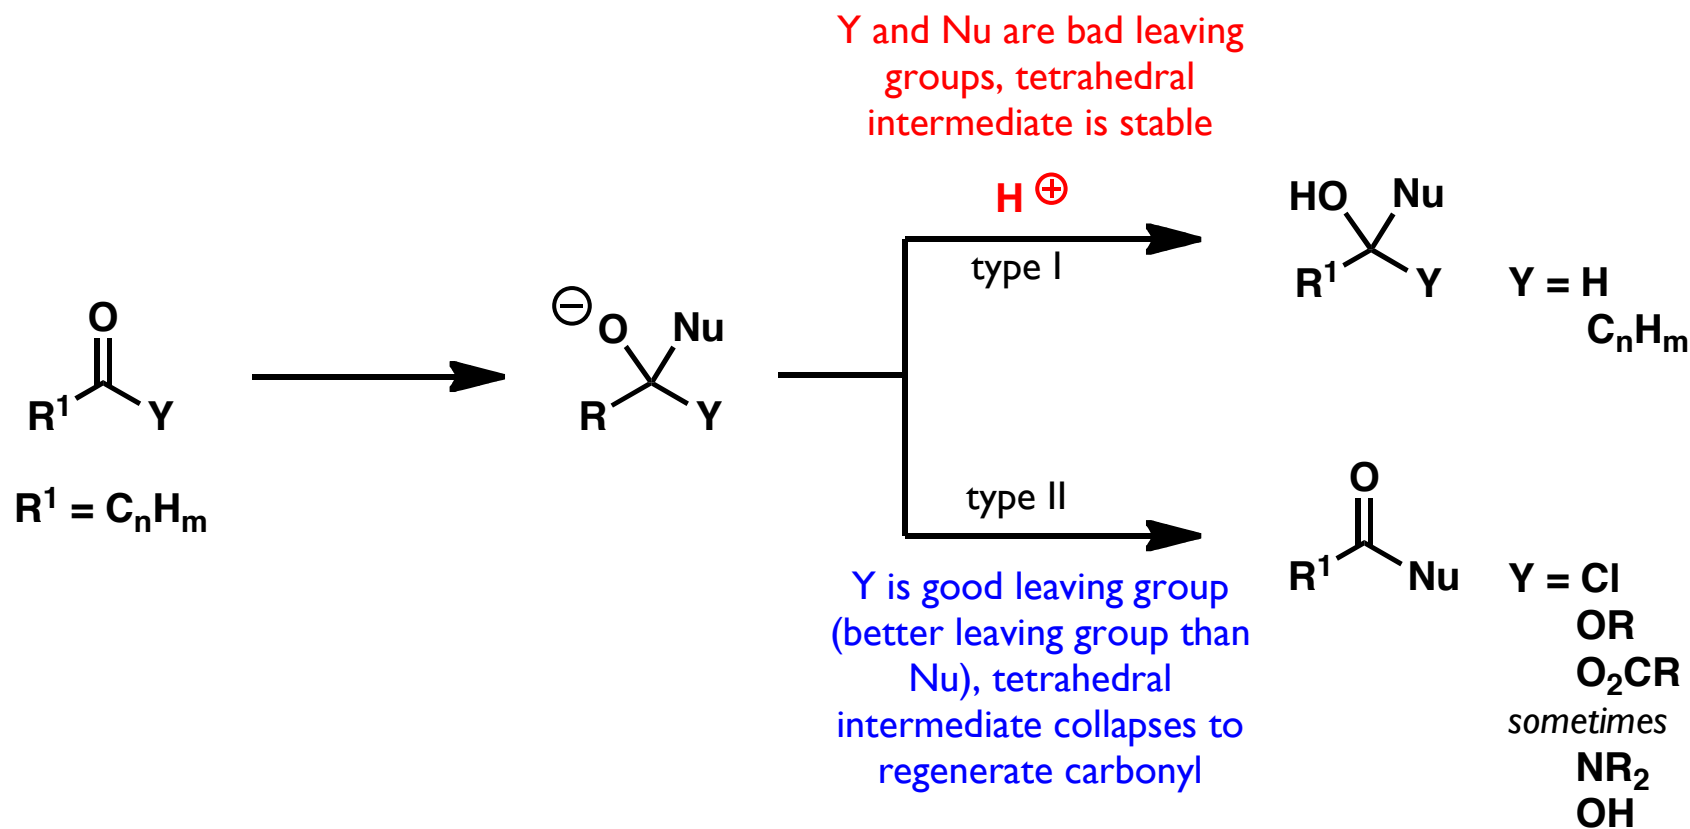 Y and Nu are bad leaving
groups, tetrahedral
intermediate is stable
H ⊕
type I
HO Nu
R¹ Y
Y = H
CₙHₘ
O
R¹ Y
R¹ = CₙHₘ
⊖ O Nu
R Y
type II
O
R¹ Nu
Y is good leaving group
(better leaving group than
Nu), tetrahedral
intermediate collapses to
regenerate carbonyl
Y = Cl
OR
O₂CR
sometimes
NR₂
OH